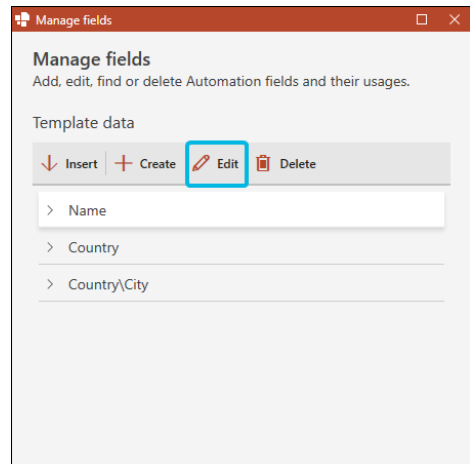 Manage fields
Manage fields
Add, edit, find or delete Automation fields and their usages.
Template data
Insert Create Edit Delete
Name
Country
Country\City